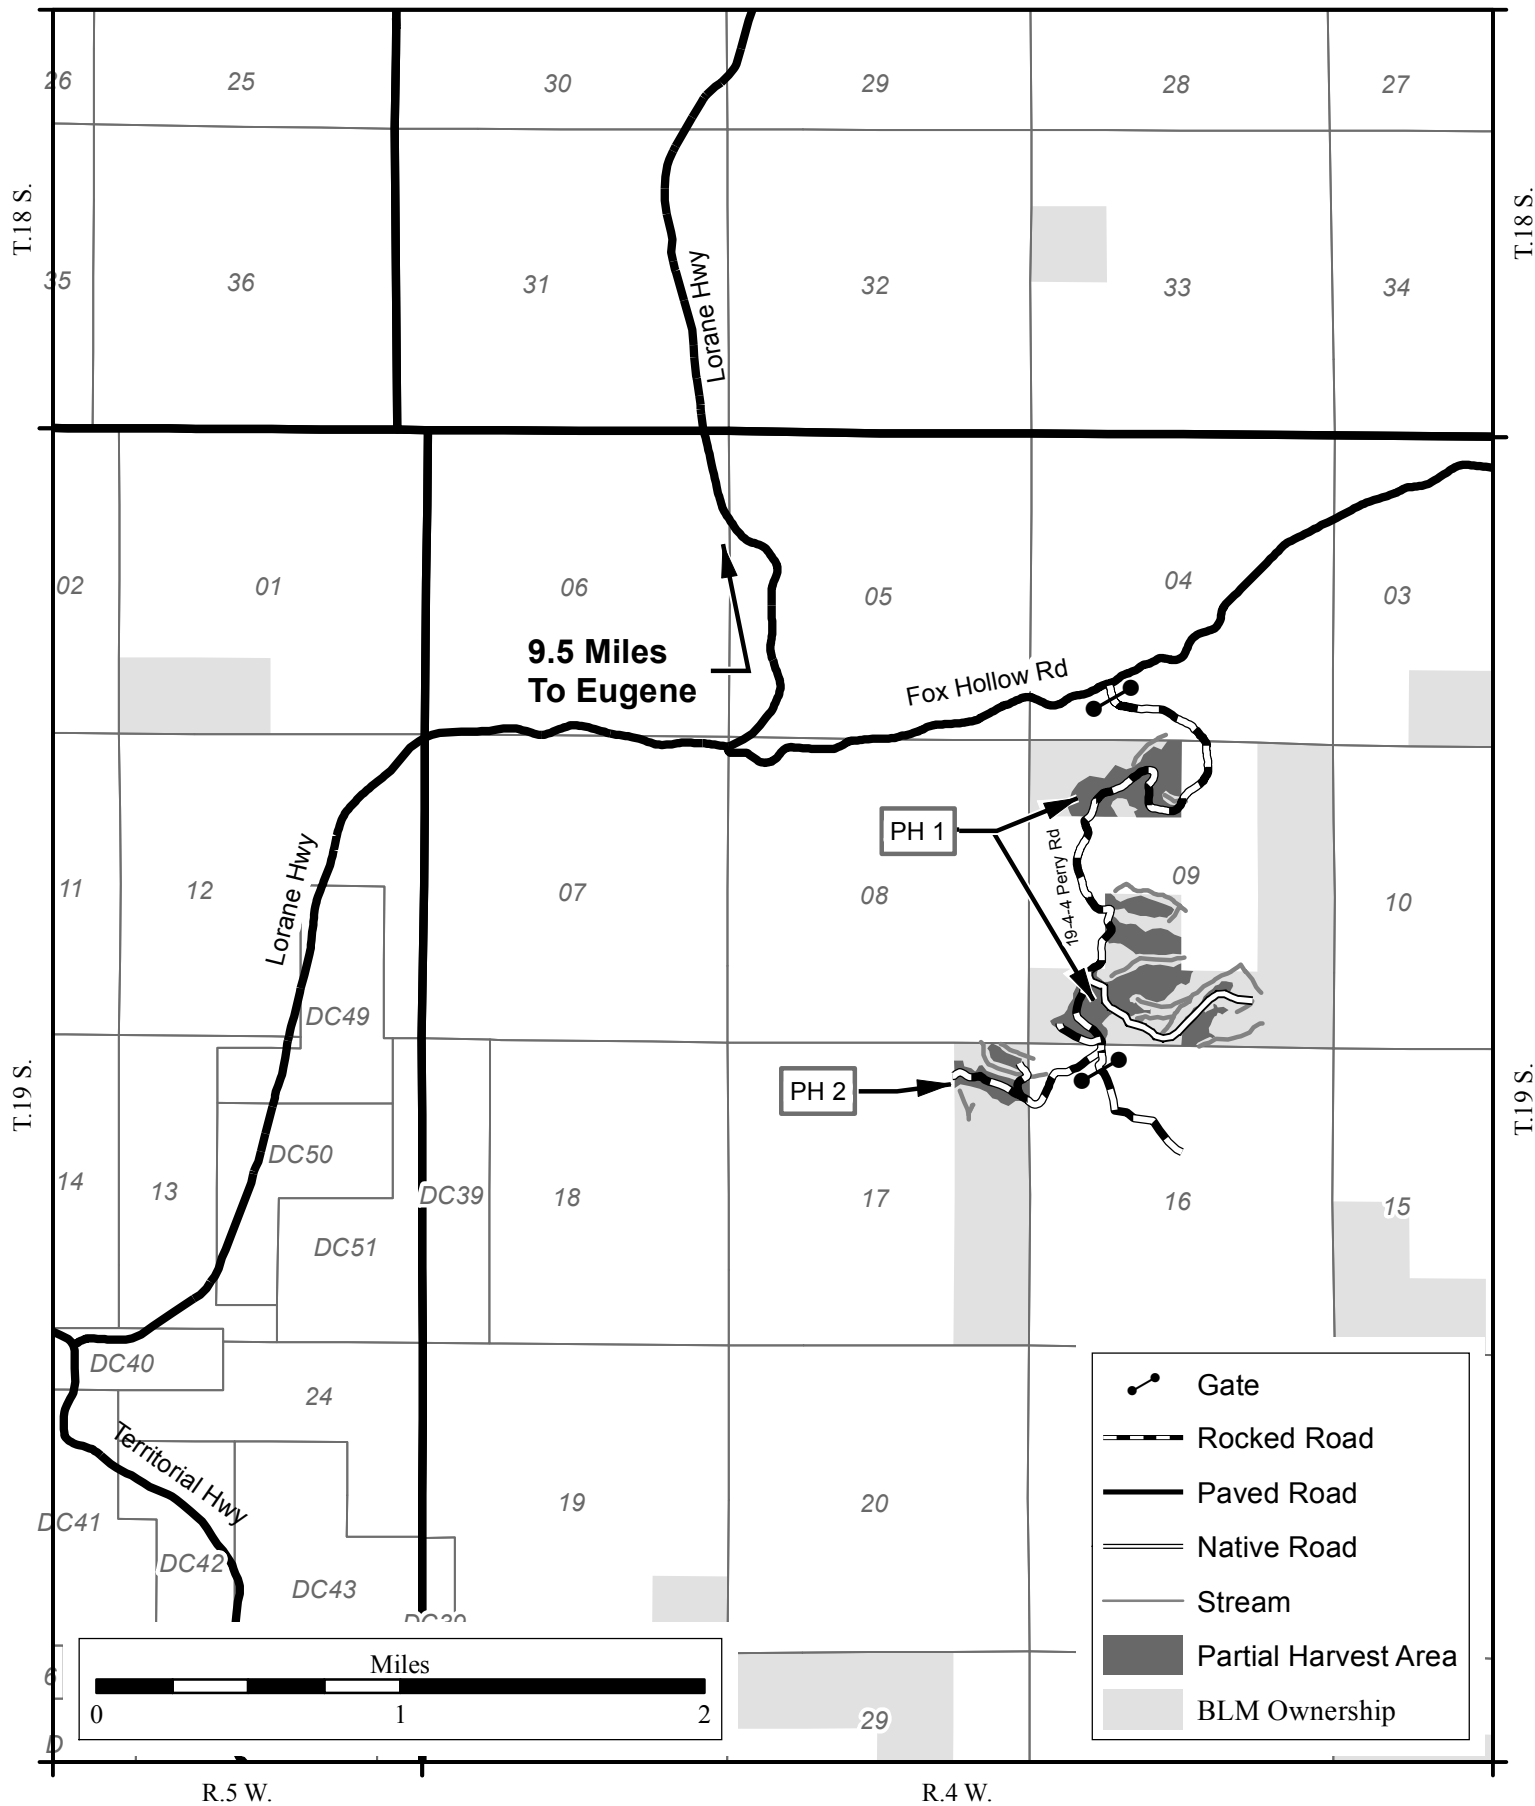 26
25
30
29
28
27
T.18 S.
T.18 S.
35
36
31
Lorane Hwy
32
33
34
02
01
06
05
04
03
9.5 Miles
To Eugene
Fox Hollow Rd
11
12
Lorane Hwy
07
08
PH 1
19-4-4 Perry Rd
09
10
DC49
T.19 S.
T.19 S.
PH 2
14
13
DC50
DC39
18
17
16
15
DC51
DC40
24
Territorial Hwy
19
20
DC41
DC42
DC43
DC39
6
D
29
Miles
0 1 2
Gate
Rocked Road
Paved Road
Native Road
Stream
Partial Harvest Area
BLM Ownership
R.5 W.
R.4 W.